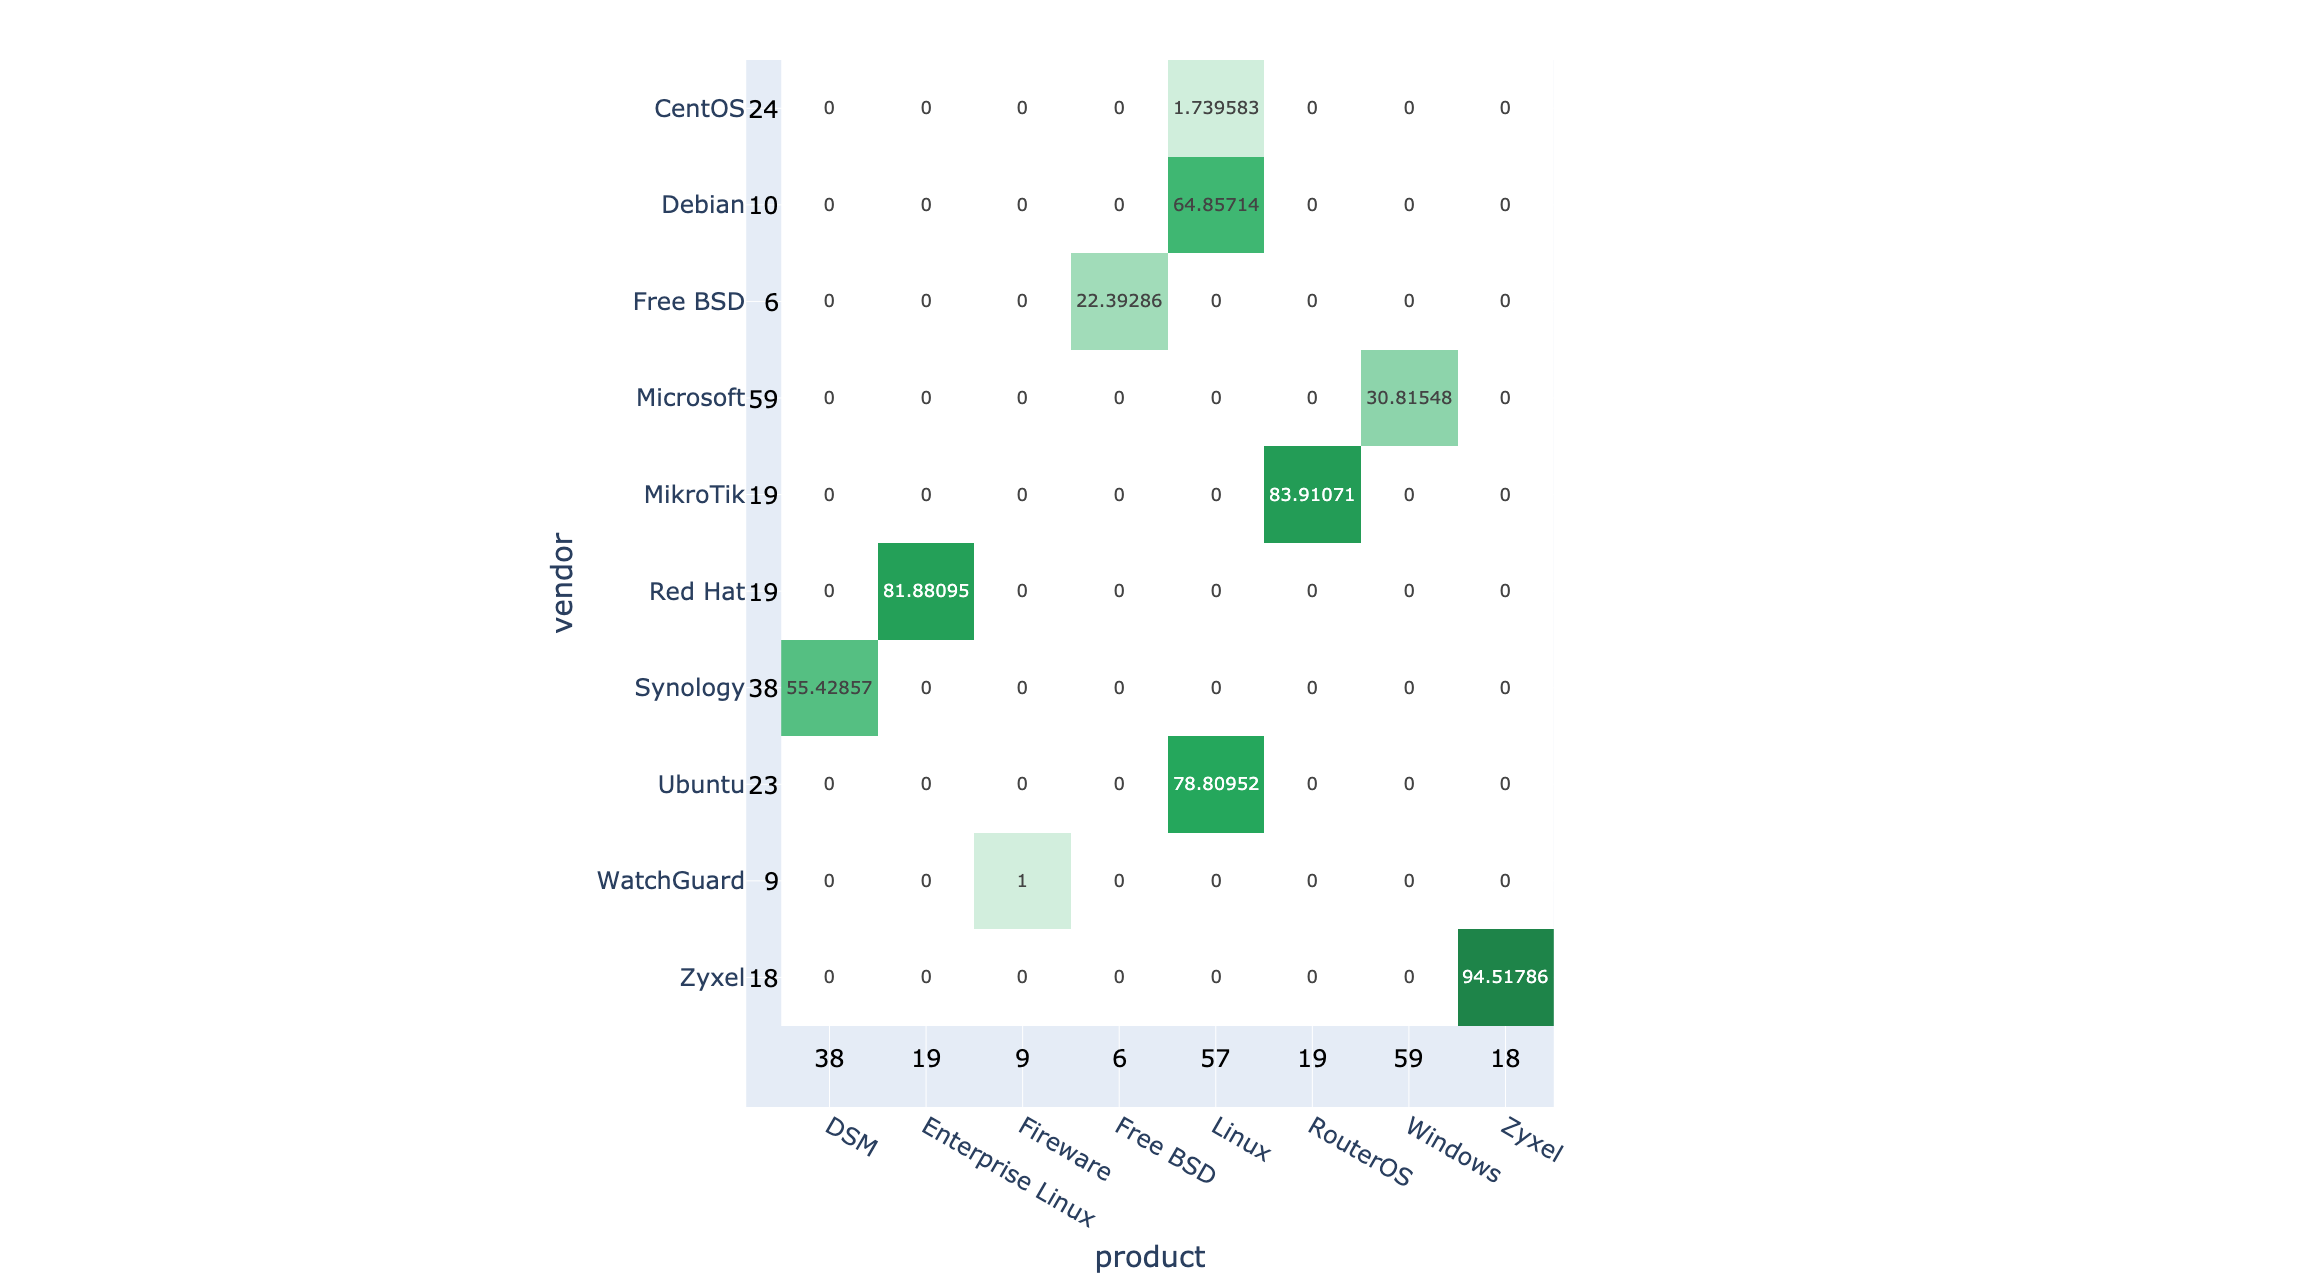 CentOS 24 0 0 0 0 1.739583 0 0 0
Debian 10 0 0 0 0 64.85714 0 0 0
Free BSD 6 0 0 0 22.39286 0 0 0 0
Microsoft 59 0 0 0 0 0 0 30.81548 0
MikroTik 19 0 0 0 0 0 83.91071 0 0
vendor
Red Hat 19 0 81.88095 0 0 0 0 0 0
Synology 38 55.42857 0 0 0 0 0 0 0
Ubuntu 23 0 0 0 0 78.80952 0 0 0
WatchGuard 9 0 0 1 0 0 0 0 0
Zyxel 18 0 0 0 0 0 0 0 94.51786
38 19 9 6 57 19 59 18
DSM
Enterprise Linux
Fireware
Free BSD
Linux
RouterOS
Windows
Zyxel
product